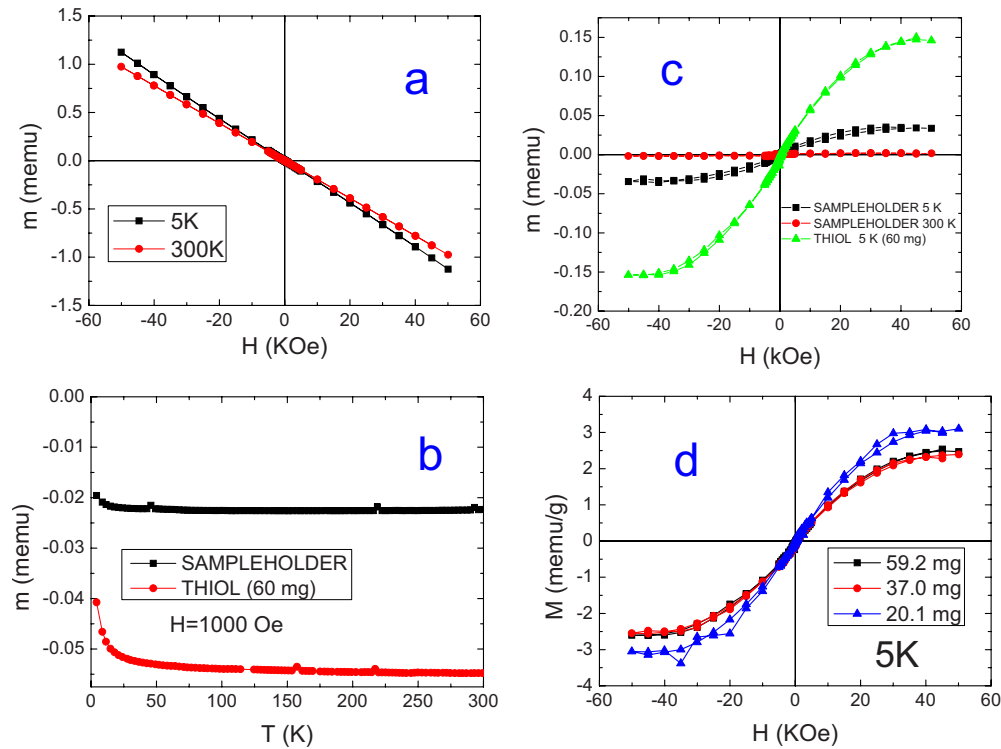 1.5
1.0
0.5
0.0
-0.5
-1.0
-1.5
m (memu)
a
5K
300K
-60 -40 -20 0 20 40 60
H (KOe)
0.15
0.10
0.05
0.00
-0.05
-0.10
-0.15
-0.20
m (memu)
c
SAMPLEHOLDER 5 K
SAMPLEHOLDER 300 K
THIOL 5 K (60 mg)
-60 -40 -20 0 20 40 60
H (kOe)
0.00
-0.01
-0.02
-0.03
-0.04
-0.05
m (memu)
b
SAMPLEHOLDER
THIOL (60 mg)
H=1000 Oe
0 50 100 150 200 250 300
T (K)
4
3
2
1
0
-1
-2
-3
-4
M (memu/g)
d
59.2 mg
37.0 mg
20.1 mg
5K
-60 -40 -20 0 20 40 60
H (KOe)